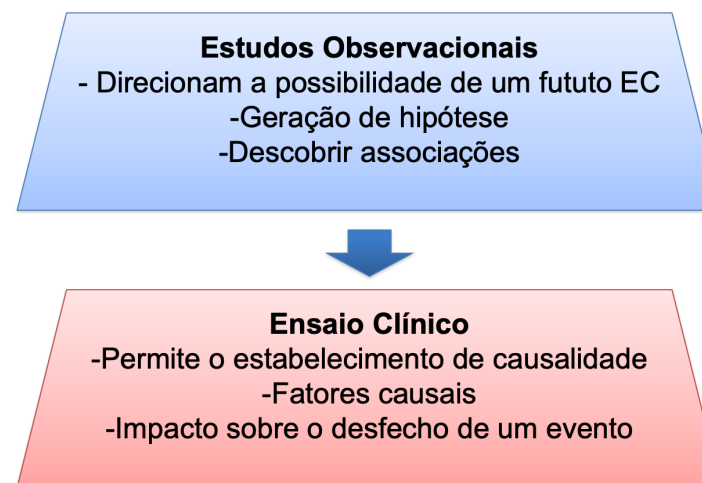 Estudos Observacionais
- Direcionam a possibilidade de um fututo EC
-Geração de hipótese
-Descobrir associações
Ensaio Clínico
-Permite o estabelecimento de causalidade
-Fatores causais
-Impacto sobre o desfecho de um evento